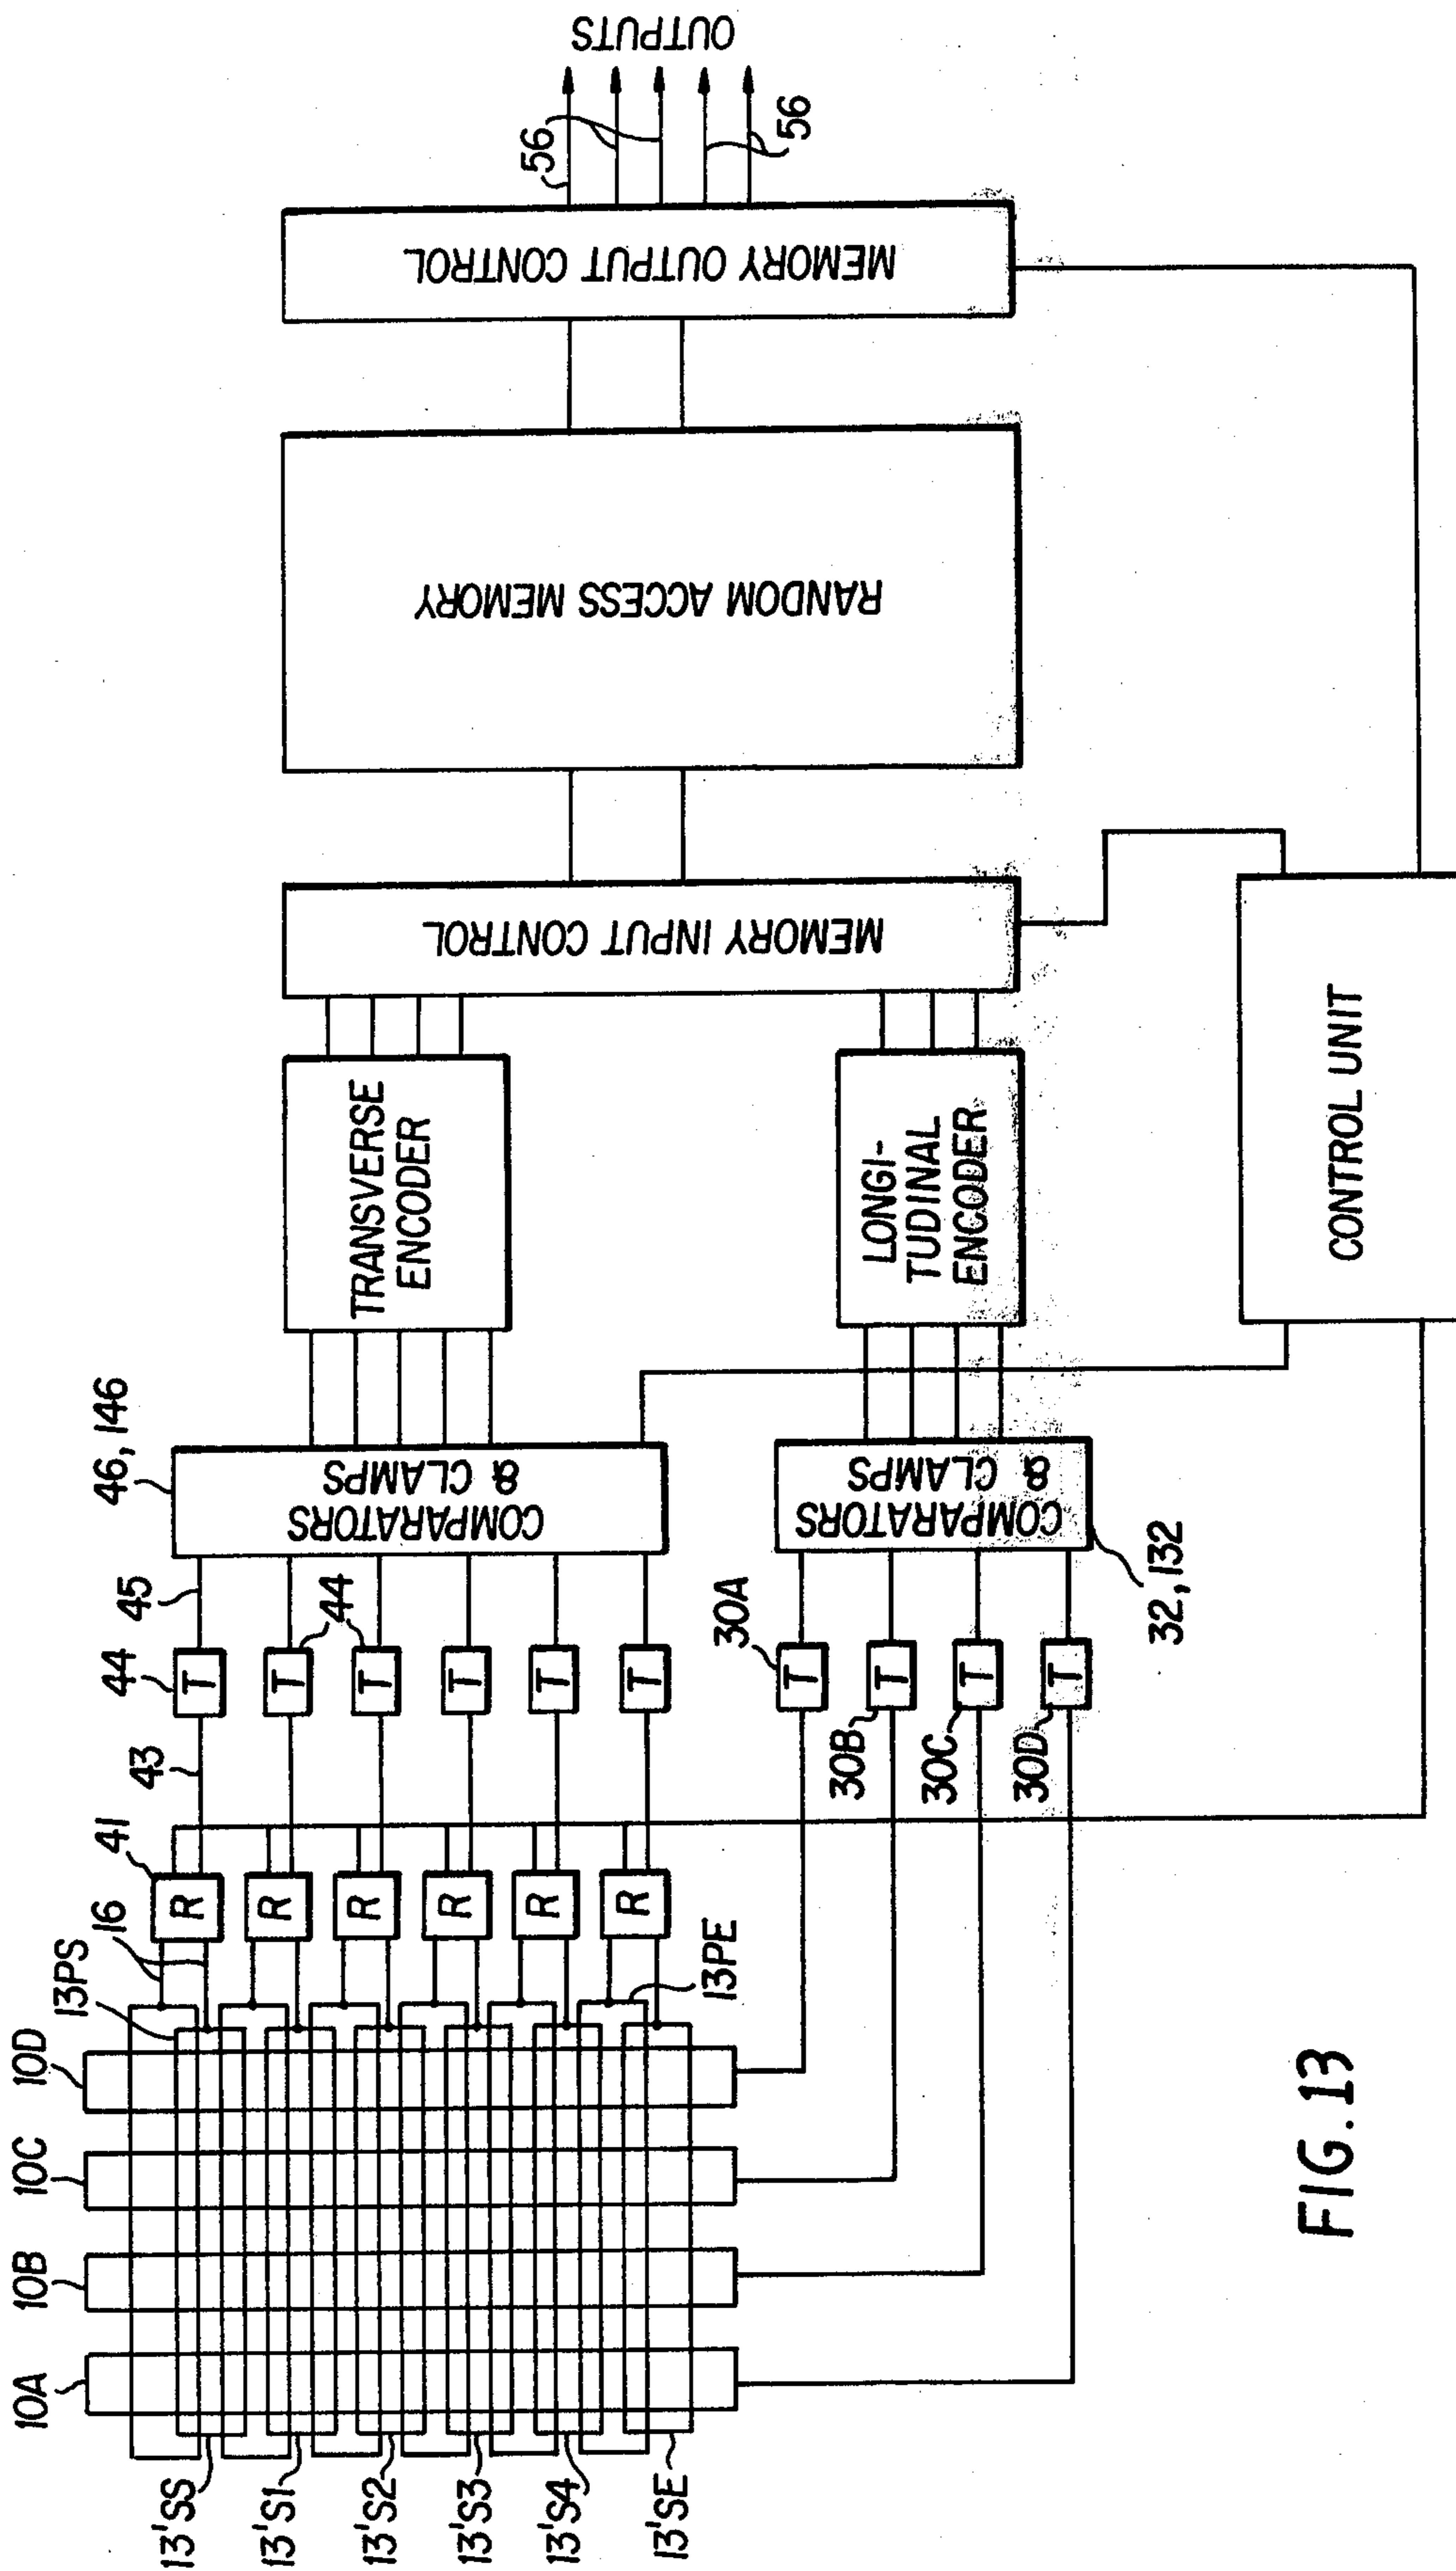 10A
10B
10C
10D
13PS
16
41
43
44
45
46, 146
13'SS
13'S1
13'S2
13'S3
13'S4
13'SE
13PE
R
R
R
R
R
R
T
T
T
T
T
T
44
COMPARATORS
& CLAMPS
TRANSVERSE
ENCODER
30A
30B
30C
30D
T
T
T
T
COMPARATORS
& CLAMPS
32, 132
LONGI-
TUDINAL
ENCODER
MEMORY INPUT CONTROL
RANDOM ACCESS MEMORY
MEMORY OUTPUT CONTROL
56
56
OUTPUTS
CONTROL UNIT
FIG. 13